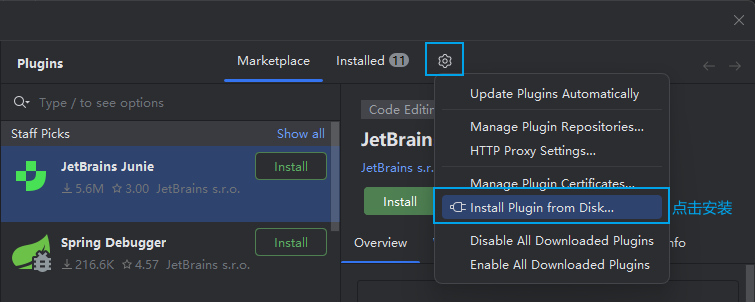 Plugins
Marketplace
Installed 11
Type / to see options
Staff Picks
Show all
JetBrains Junie
5.6M 3.00 JetBrains s.r.o.
Install
Spring Debugger
216.6K 4.57 JetBrains s.r.o.
Install
Code Editin
JetBrain
JetBrains s.r.
Install
Overview
nfo
Update Plugins Automatically
Manage Plugin Repositories...
HTTP Proxy Settings...
Manage Plugin Certificates...
Install Plugin from Disk...
点击安装
Disable All Downloaded Plugins
Enable All Downloaded Plugins